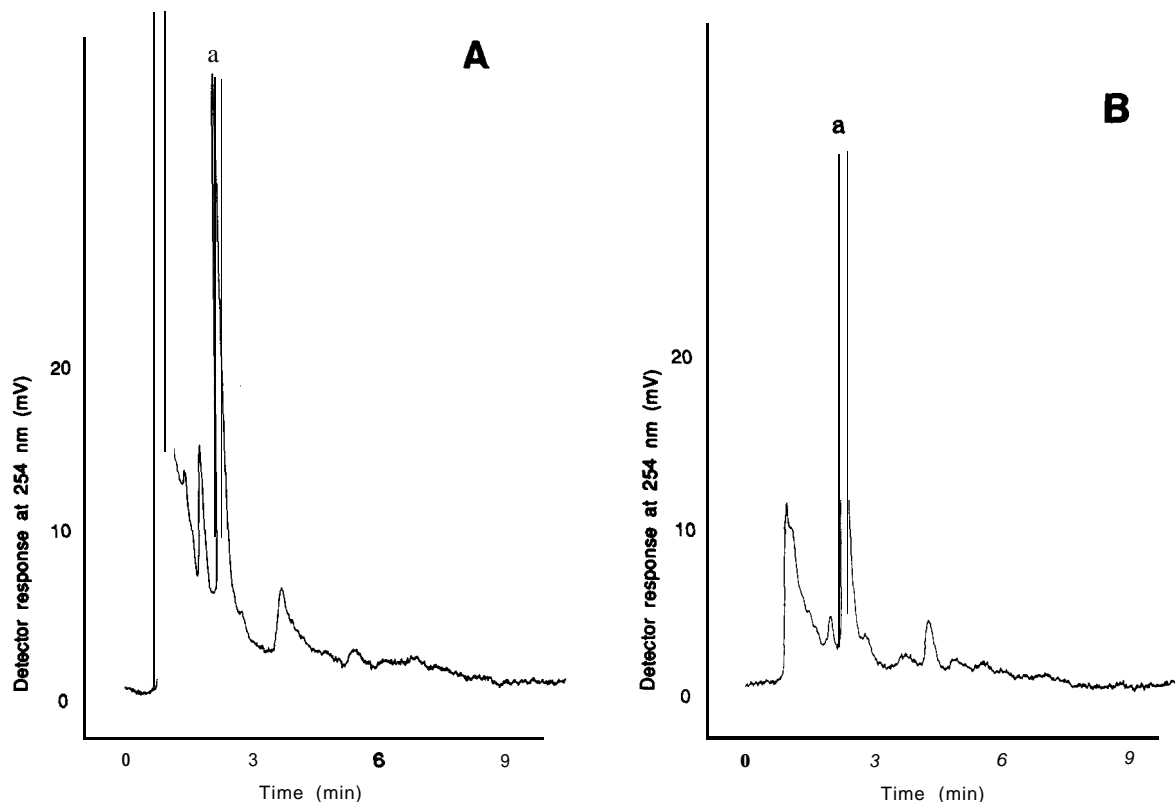 A
a
20
10
0
Detector response at 254 nm (mV)
0 3 6 9
Time (min)
B
a
20
10
0
Detector response at 254 nm (mV)
0 3 6 9
Time (min)